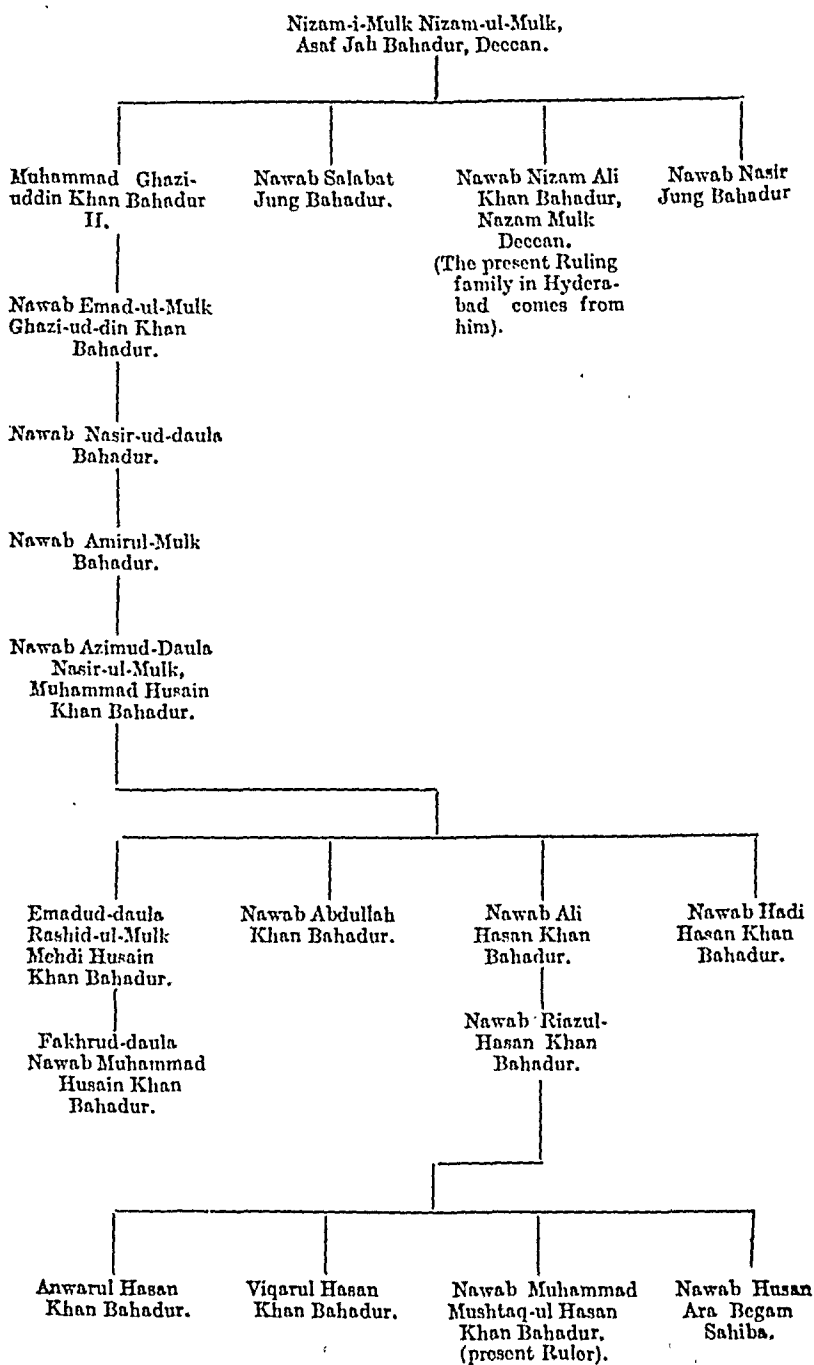 Nizam-i-Mulk Nizam-ul-Mulk,
Asaf Jah Bahadur, Deccan.
Muhammad Ghazi-
uddin Khan Bahadur
II.
Nawab Salabat
Jung Bahadur.
Nawab Nizam Ali
Khan Bahadur,
Nazam Mulk
Deccan.
(The present Ruling
family in Hydera-
bad comes from
him).
Nawab Nasir
Jung Bahadur
Nawab Emad-ul-Mulk
Ghazi-ud-din Khan
Bahadur.
Nawab Nasir-ud-daula
Bahadur.
Nawab Amirul-Mulk
Bahadur.
Nawab Azimud-Daula
Nasir-ul-Mulk,
Muhammad Husain
Khan Bahadur.
Emadud-daula
Rashid-ul-Mulk
Mehdi Husain
Khan Bahadur.
Nawab Abdullah
Khan Bahadur.
Nawab Ali
Hasan Khan
Bahadur.
Nawab Hadi
Hasan Khan
Bahadur.
Fakhrud-daula
Nawab Muhammad
Husain Khan
Bahadur.
Nawab Riazul-
Hasan Khan
Bahadur.
Anwarul Hasan
Khan Bahadur.
Viqarul Hasan
Khan Bahadur.
Nawab Muhammad
Mushtaq-ul Hasan
Khan Bahadur.
(present Ruler).
Nawab Husan
Ara Begam
Sahiba.